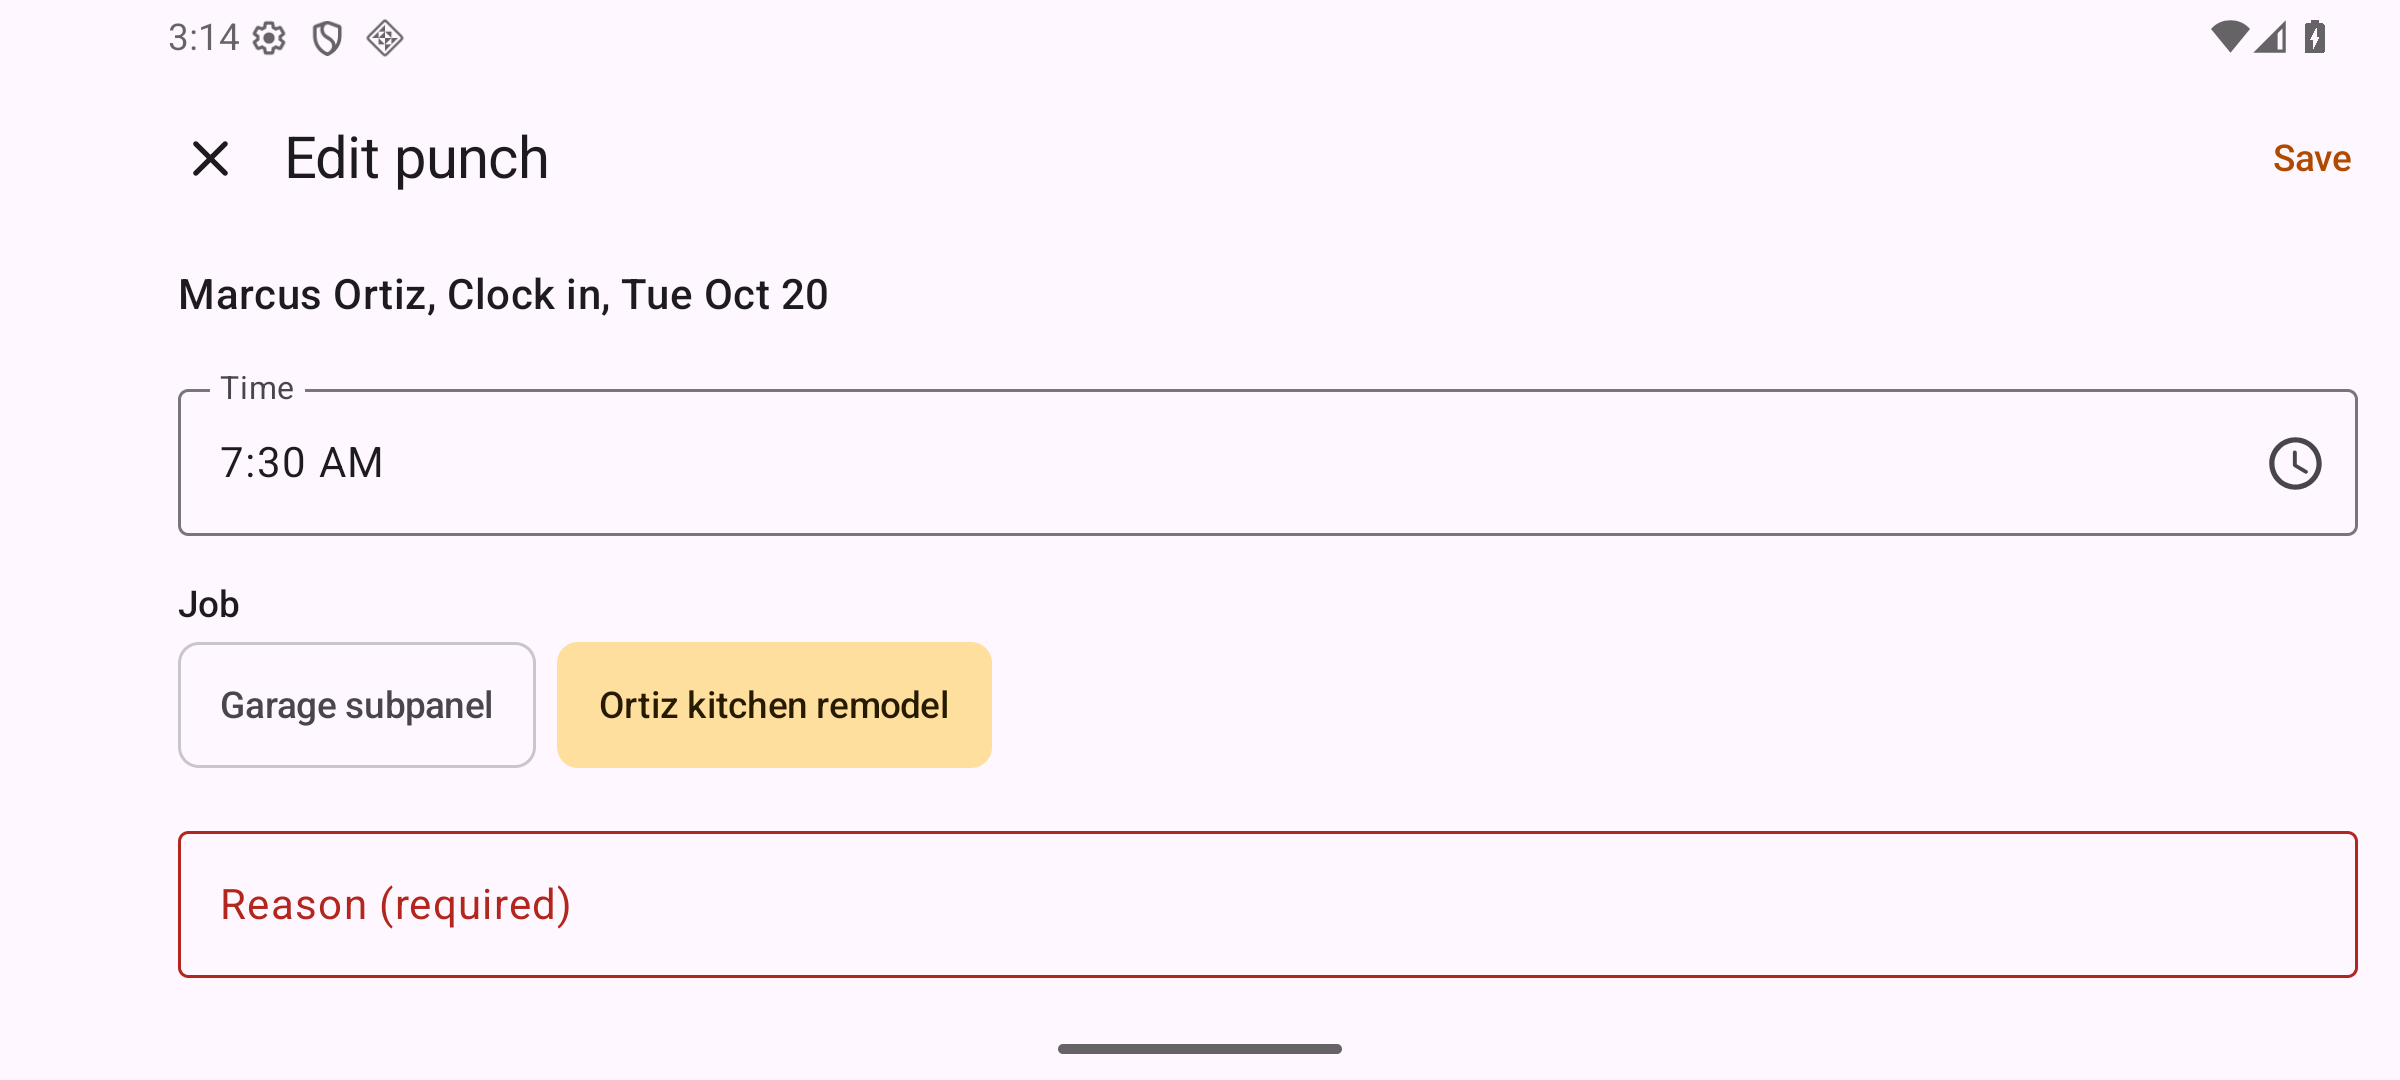 3:14
Edit punch
Save
Marcus Ortiz, Clock in, Tue Oct 20
Time
7:30 AM
Job
Garage subpanel
Ortiz kitchen remodel
Reason (required)